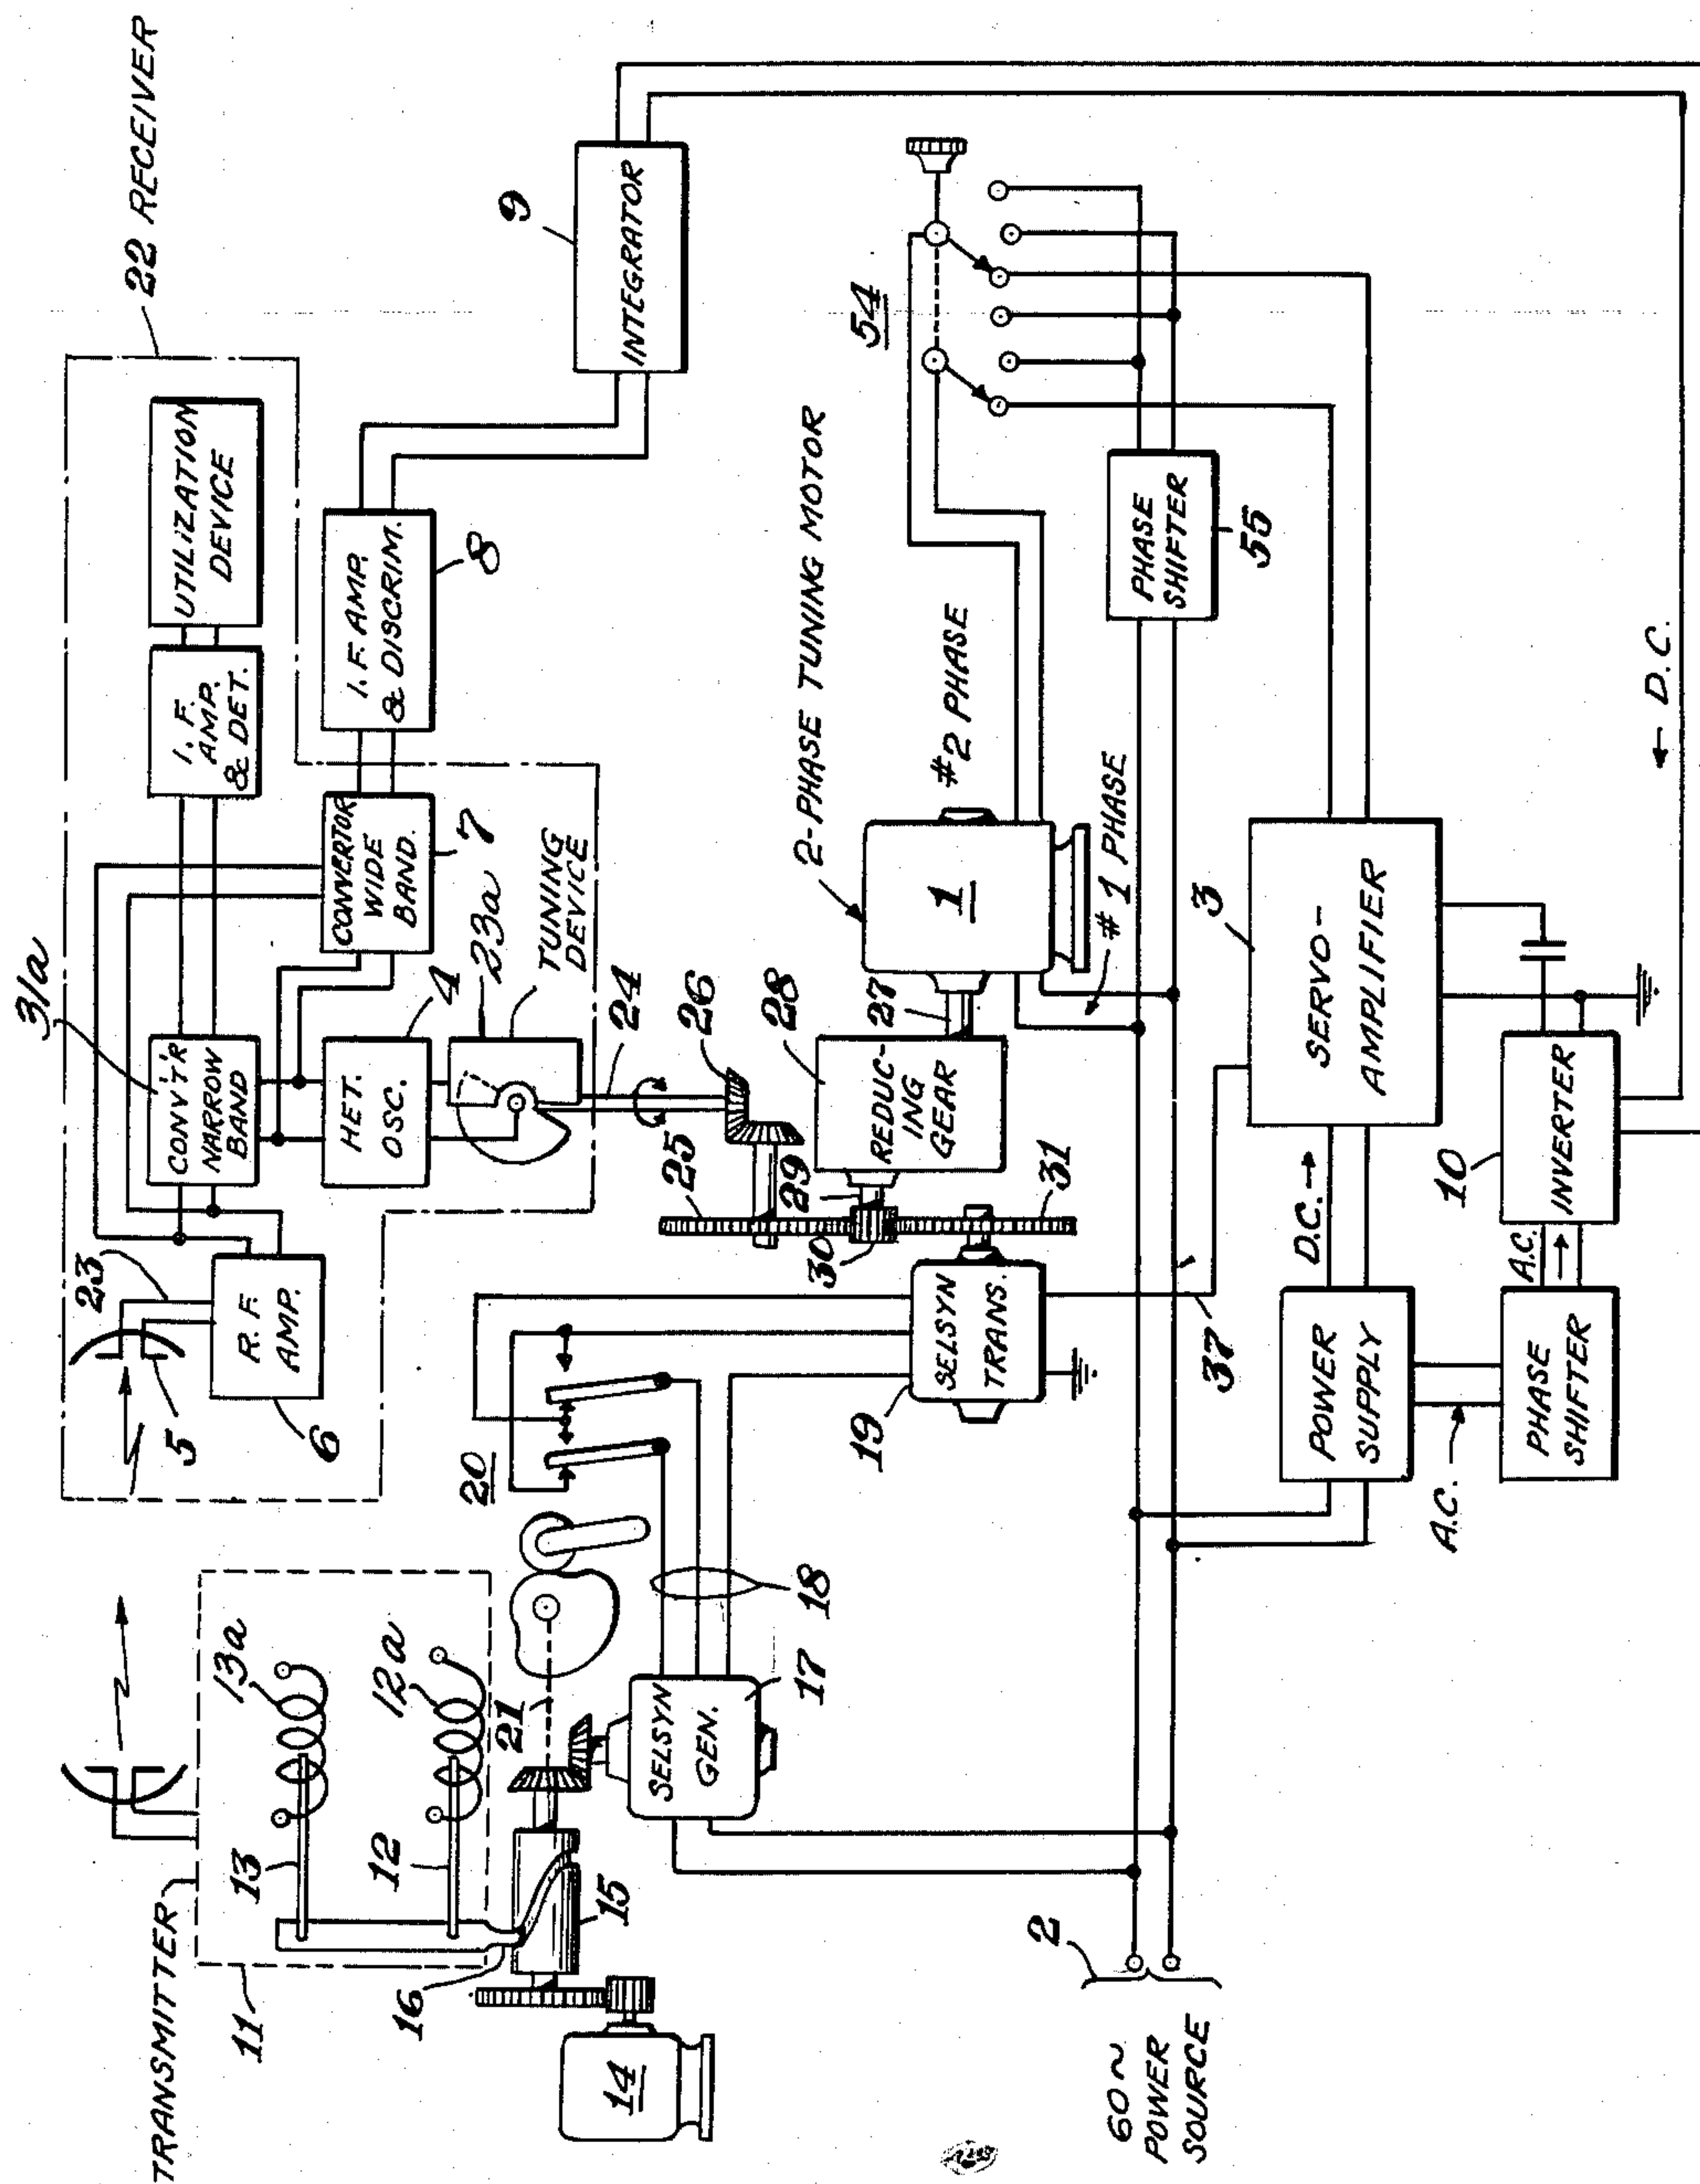 TRANSMITTER
11
13
13a
12
12a
16
15
14
21
SELSYN
GEN.
17
18
20
22 RECEIVER
5
23
R. F.
AMP.
6
31a
CONV'T'R
NARROW
BAND
I. F.
AMP.
& DET.
UTILIZATION
DEVICE
HET.
OSC.
4
CONVERTOR
WIDE
BAND.
7
23a
TUNING
DEVICE
I. F. AMP.
& DISCRIM.
8
INTEGRATOR
9
24
26
25
28
REDUC-
ING
GEAR
27
29
30
31
SELSYN
TRANS.
19
2-PHASE TUNING MOTOR
1
#2 PHASE
#1 PHASE
54
PHASE
SHIFTER
55
2
60~
POWER
SOURCE
37
POWER
SUPPLY
D.C.
3
SERVO-
AMPLIFIER
A.C.
PHASE
SHIFTER
A.C.
10
INVERTER
D.C.